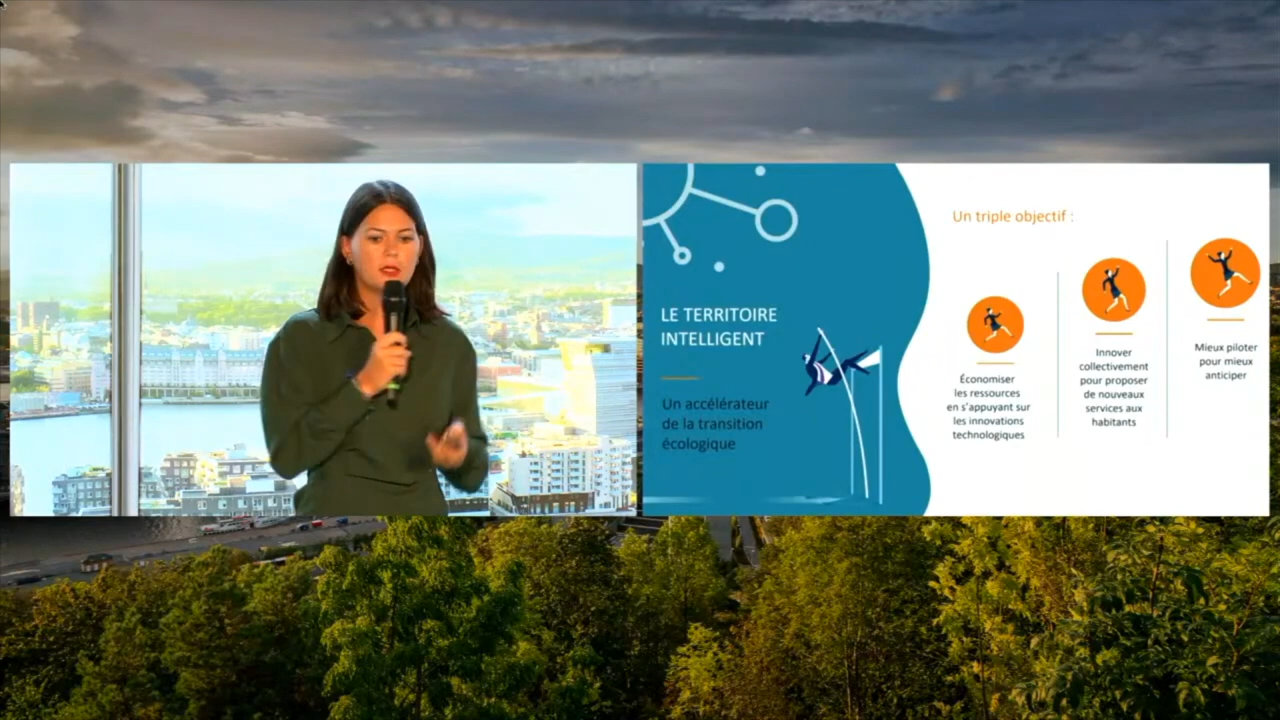 LE TERRITOIRE
INTELLIGENT
Un accélérateur
de la transition
écologique
Un triple objectif :
Économiser
les ressources
en s'appuyant sur
les innovations
technologiques
Innover
collectivement
pour proposer
de nouveaux
services aux
habitants
Mieux piloter
pour mieux
anticiper